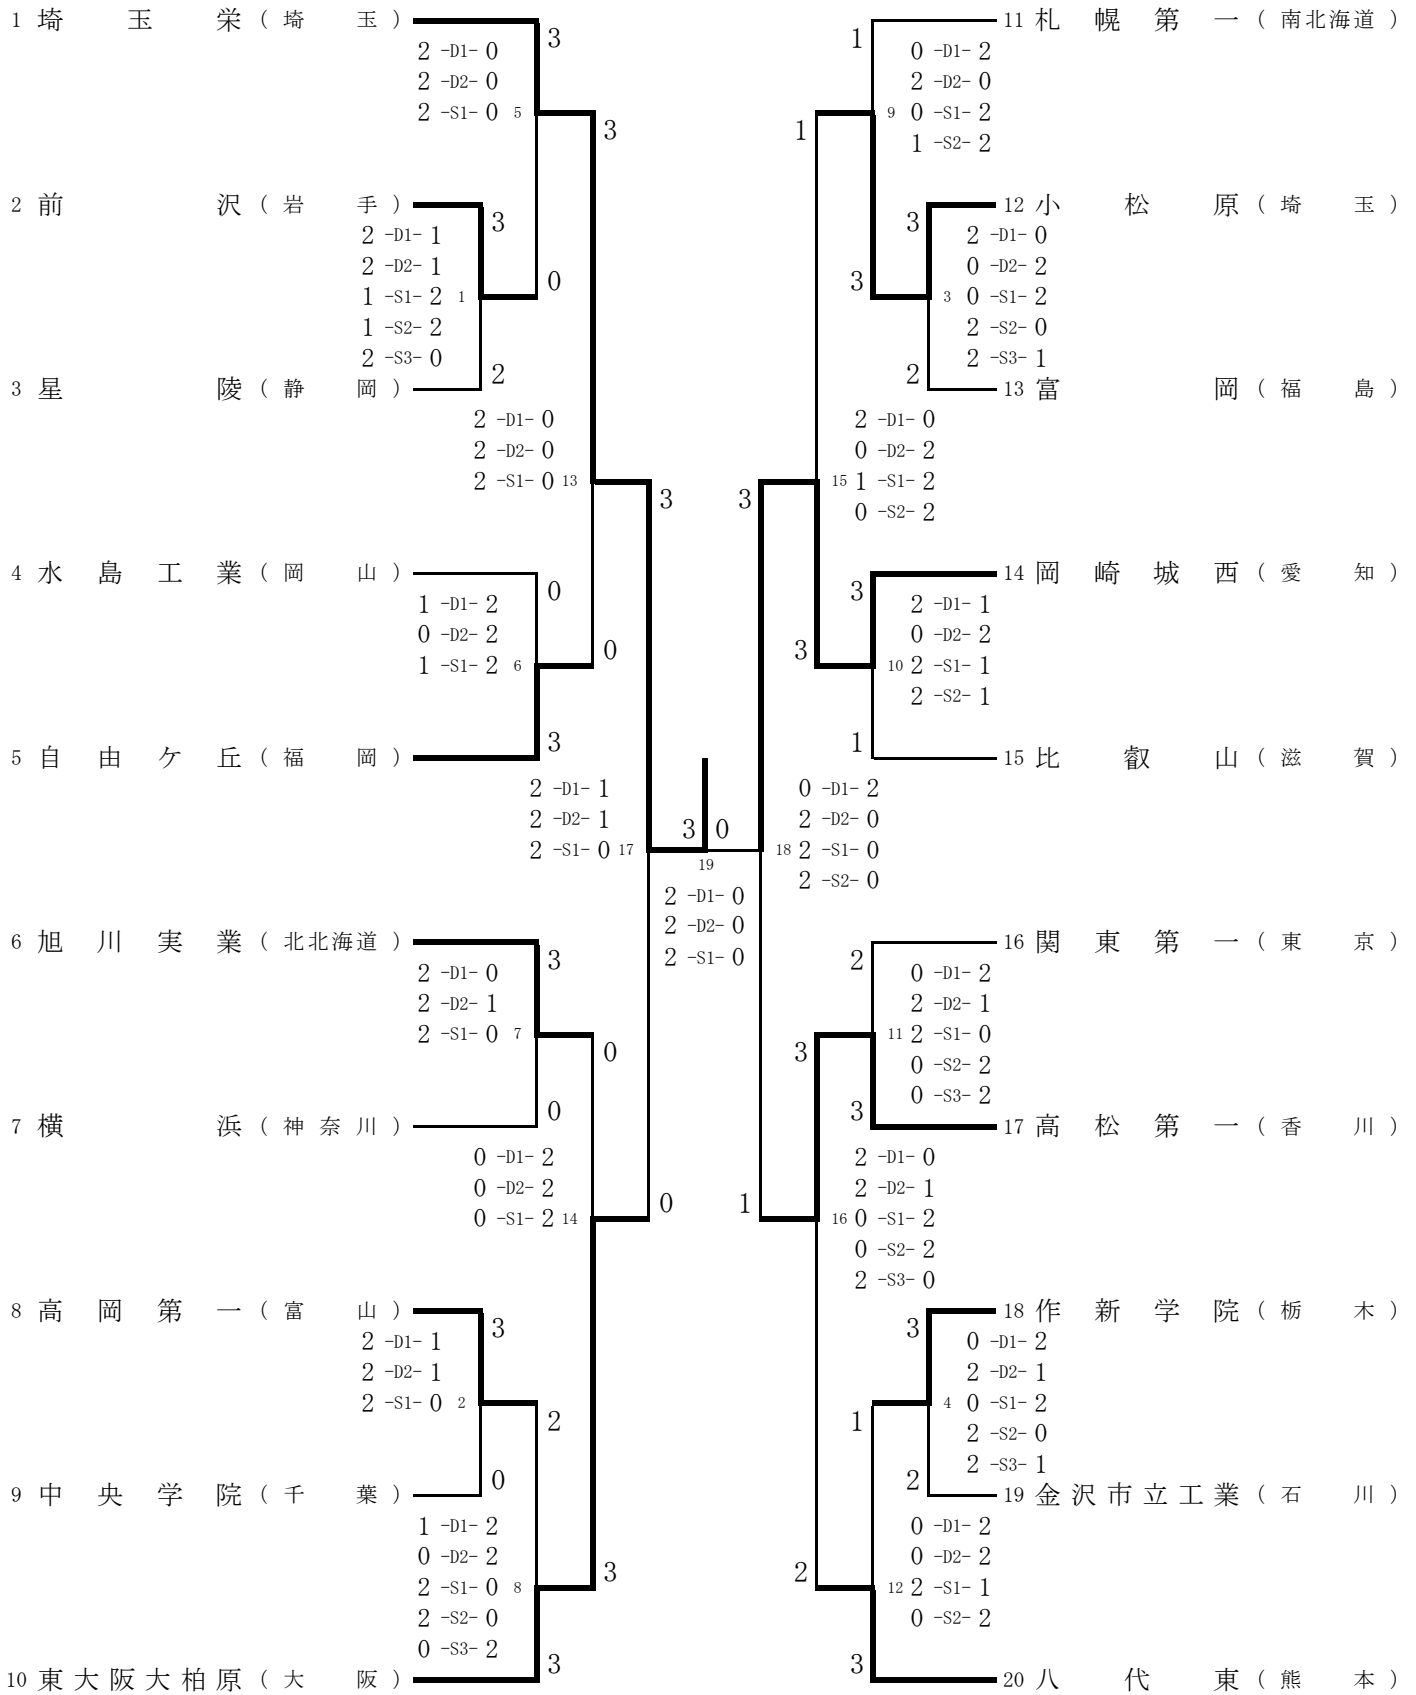 1 埼玉栄 (埼玉)
3
2 -D1- 0
2 -D2- 0
2 -S1- 0 5
3
2 前沢 (岩手)
3
2 -D1- 1
2 -D2- 1
1 -S1- 2 1
0
1 -S2- 2
2 -S3- 0
2
3 星陵 (静岡)
2 -D1- 0
2 -D2- 0
2 -S1- 0 13
3
4 水島工業 (岡山)
0
1 -D1- 2
0 -D2- 2
1 -S1- 2 6
0
3
5 自由ケ丘 (福岡)
2 -D1- 1
2 -D2- 1
2 -S1- 0 17
6 旭川実業 (北北海道)
3
2 -D1- 0
2 -D2- 1
2 -S1- 0 7
0
0
7 横浜 (神奈川)
0 -D1- 2
0 -D2- 2
0 -S1- 2 14
0
8 高岡第一 (富山)
3
2 -D1- 1
2 -D2- 1
2 -S1- 0 2
2
0
9 中央学院 (千葉)
1 -D1- 2
0 -D2- 2
2 -S1- 0 8
3
2 -S2- 0
0 -S3- 2
3
10 東大阪大柏原 (大阪)
3 0
19
2 -D1- 0
2 -D2- 0
2 -S1- 0
11 札幌第一 (南北海道)
1
0 -D1- 2
2 -D2- 0
9 0 -S1- 2
1
1 -S2- 2
12 小松原 (埼玉)
3
2 -D1- 0
0 -D2- 2
3
3 0 -S1- 2
2 -S2- 0
2 -S3- 1
2
13 富岡 (福島)
2 -D1- 0
0 -D2- 2
15 1 -S1- 2
3
0 -S2- 2
14 岡崎城西 (愛知)
3
2 -D1- 1
0 -D2- 2
3
10 2 -S1- 1
2 -S2- 1
1
15 比叡山 (滋賀)
0 -D1- 2
2 -D2- 0
18 2 -S1- 0
2 -S2- 0
16 関東第一 (東京)
2
0 -D1- 2
2 -D2- 1
11 2 -S1- 0
3
0 -S2- 2
0 -S3- 2
3
17 高松第一 (香川)
2 -D1- 0
2 -D2- 1
1
16 0 -S1- 2
0 -S2- 2
2 -S3- 0
18 作新学院 (栃木)
3
0 -D1- 2
2 -D2- 1
4 0 -S1- 2
1
2 -S2- 0
2 -S3- 1
2
19 金沢市立工業 (石川)
0 -D1- 2
0 -D2- 2
2
12 2 -S1- 1
0 -S2- 2
3
20 八代東 (熊本)